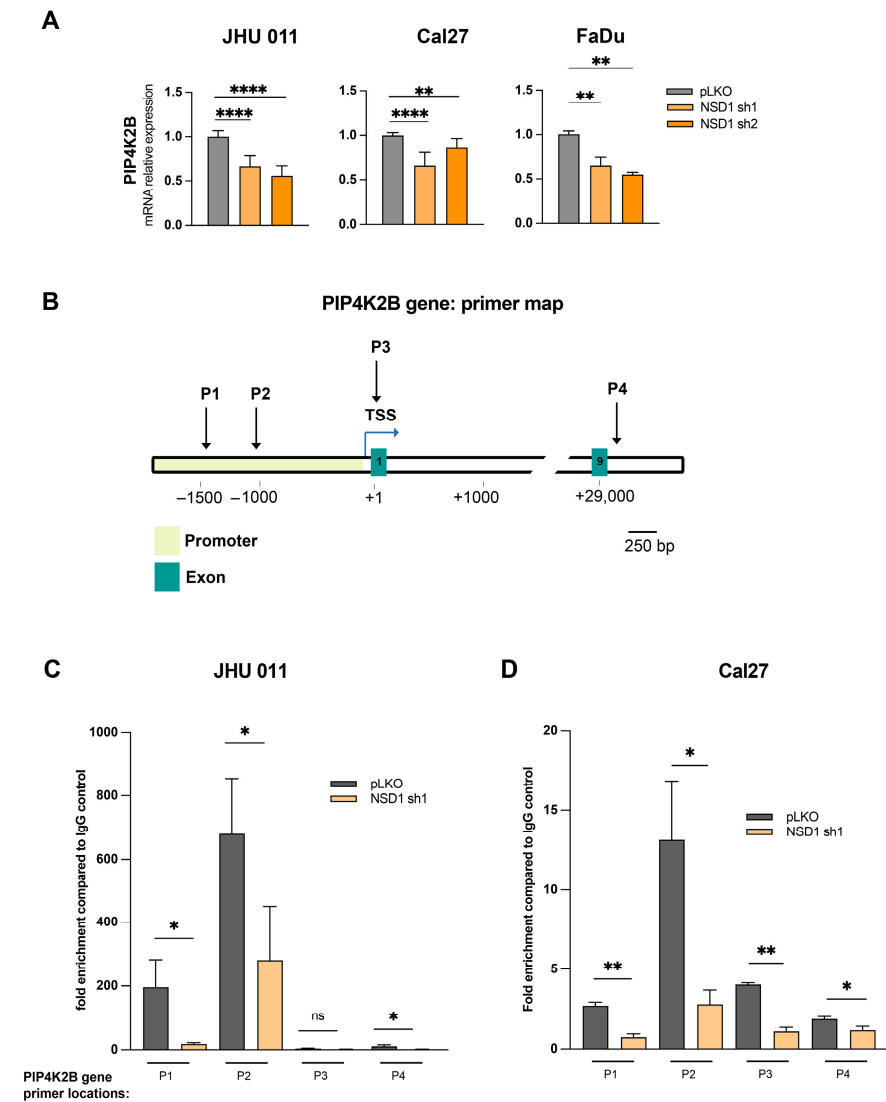 A
JHU 011
Cal27
FaDu
PIP4K2B
mRNA relative expression
1.5
1.0
0.5
0.0
****
****
1.5
1.0
0.5
0.0
**
****
1.5
1.0
0.5
0.0
**
**
pLKO
NSD1 sh1
NSD1 sh2
B
PIP4K2B gene: primer map
P1
P2
P3
TSS
P4
1
9
–1500
–1000
+1
+1000
+29,000
250 bp
Promoter
Exon
C
JHU 011
fold enrichment compared to IgG control
1000
800
600
400
200
0
*
*
ns
*
pLKO
NSD1 sh1
P1
P2
P3
P4
PIP4K2B gene
primer locations:
D
Cal27
Fold enrichment compared to IgG control
20
15
10
5
0
**
*
**
*
pLKO
NSD1 sh1
P1
P2
P3
P4